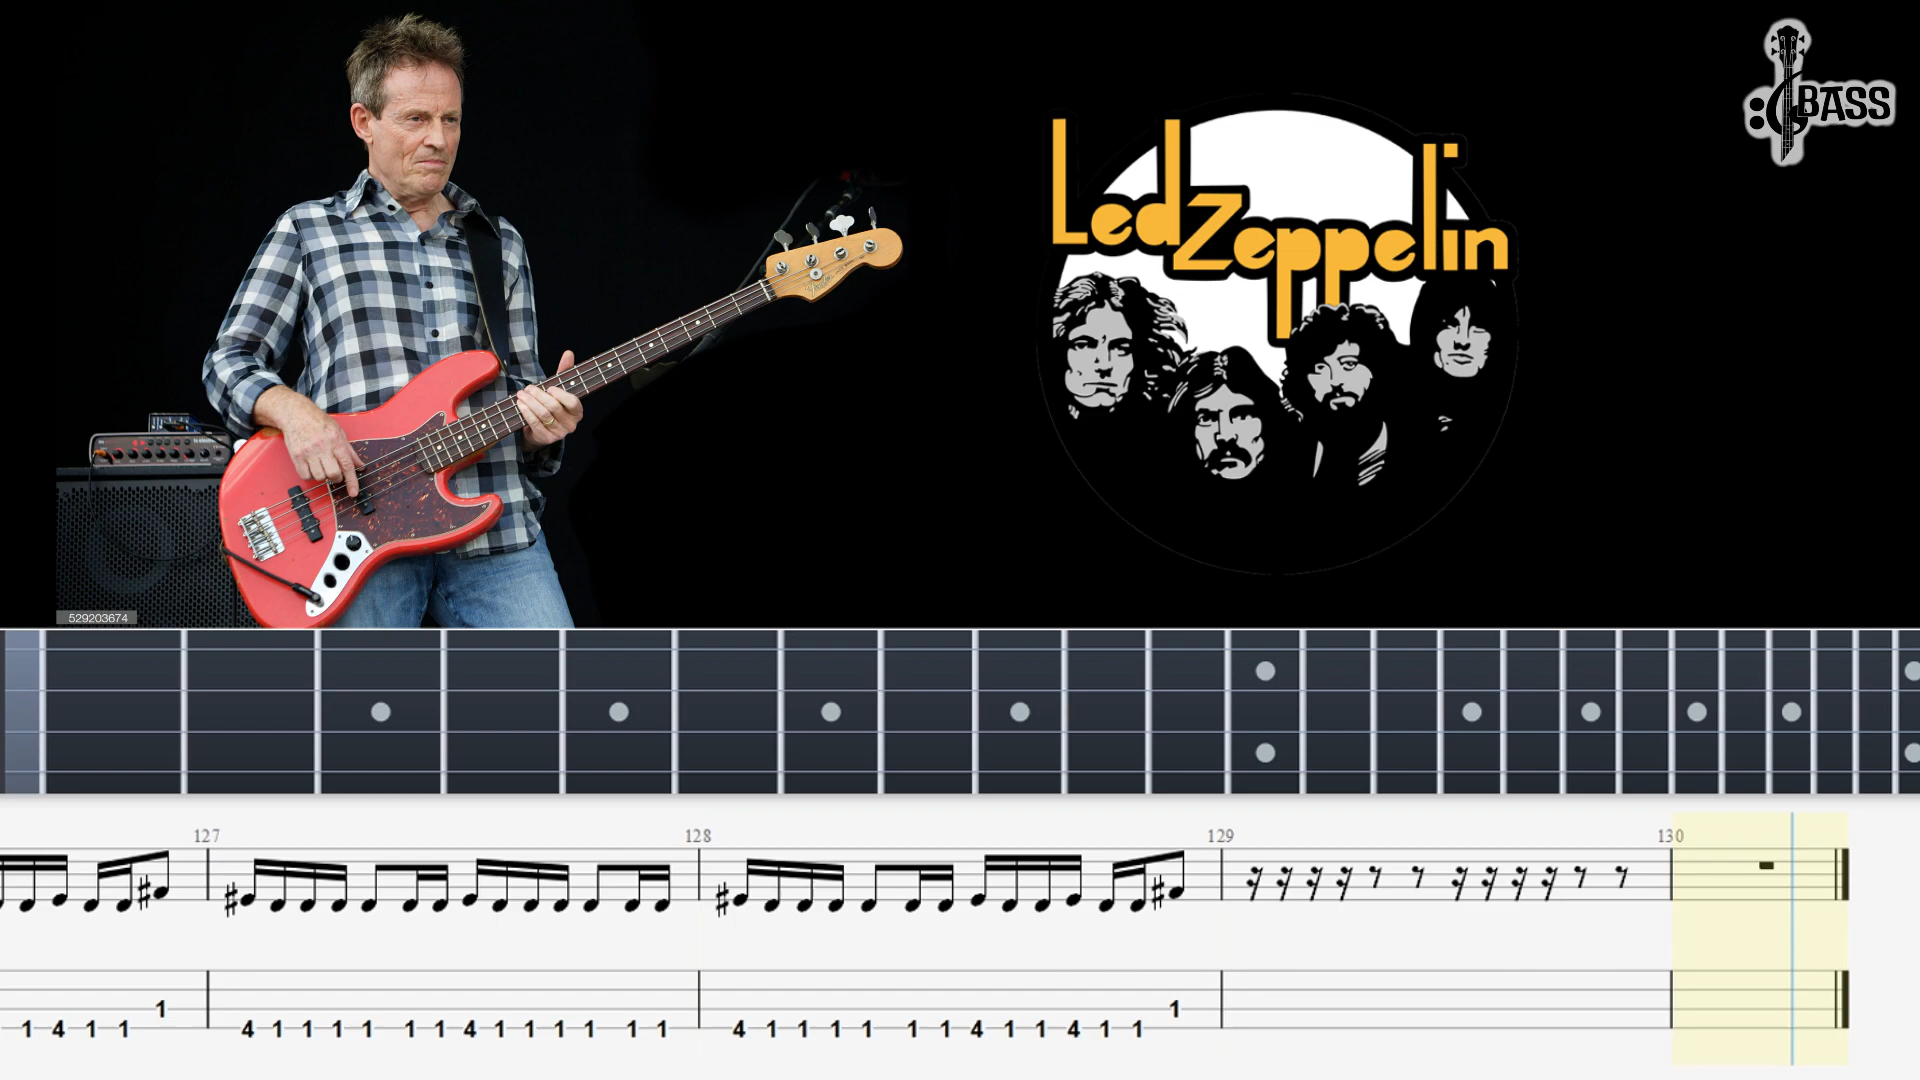 BASS
Led Zeppelin
Fender
529203674
127 128 129 130
1
1
1 4 1 1 4 1 1 1 1 1 1 4 1 1 1 1 1 1 4 1 1 1 1 1 1 4 1 1 4 1 1